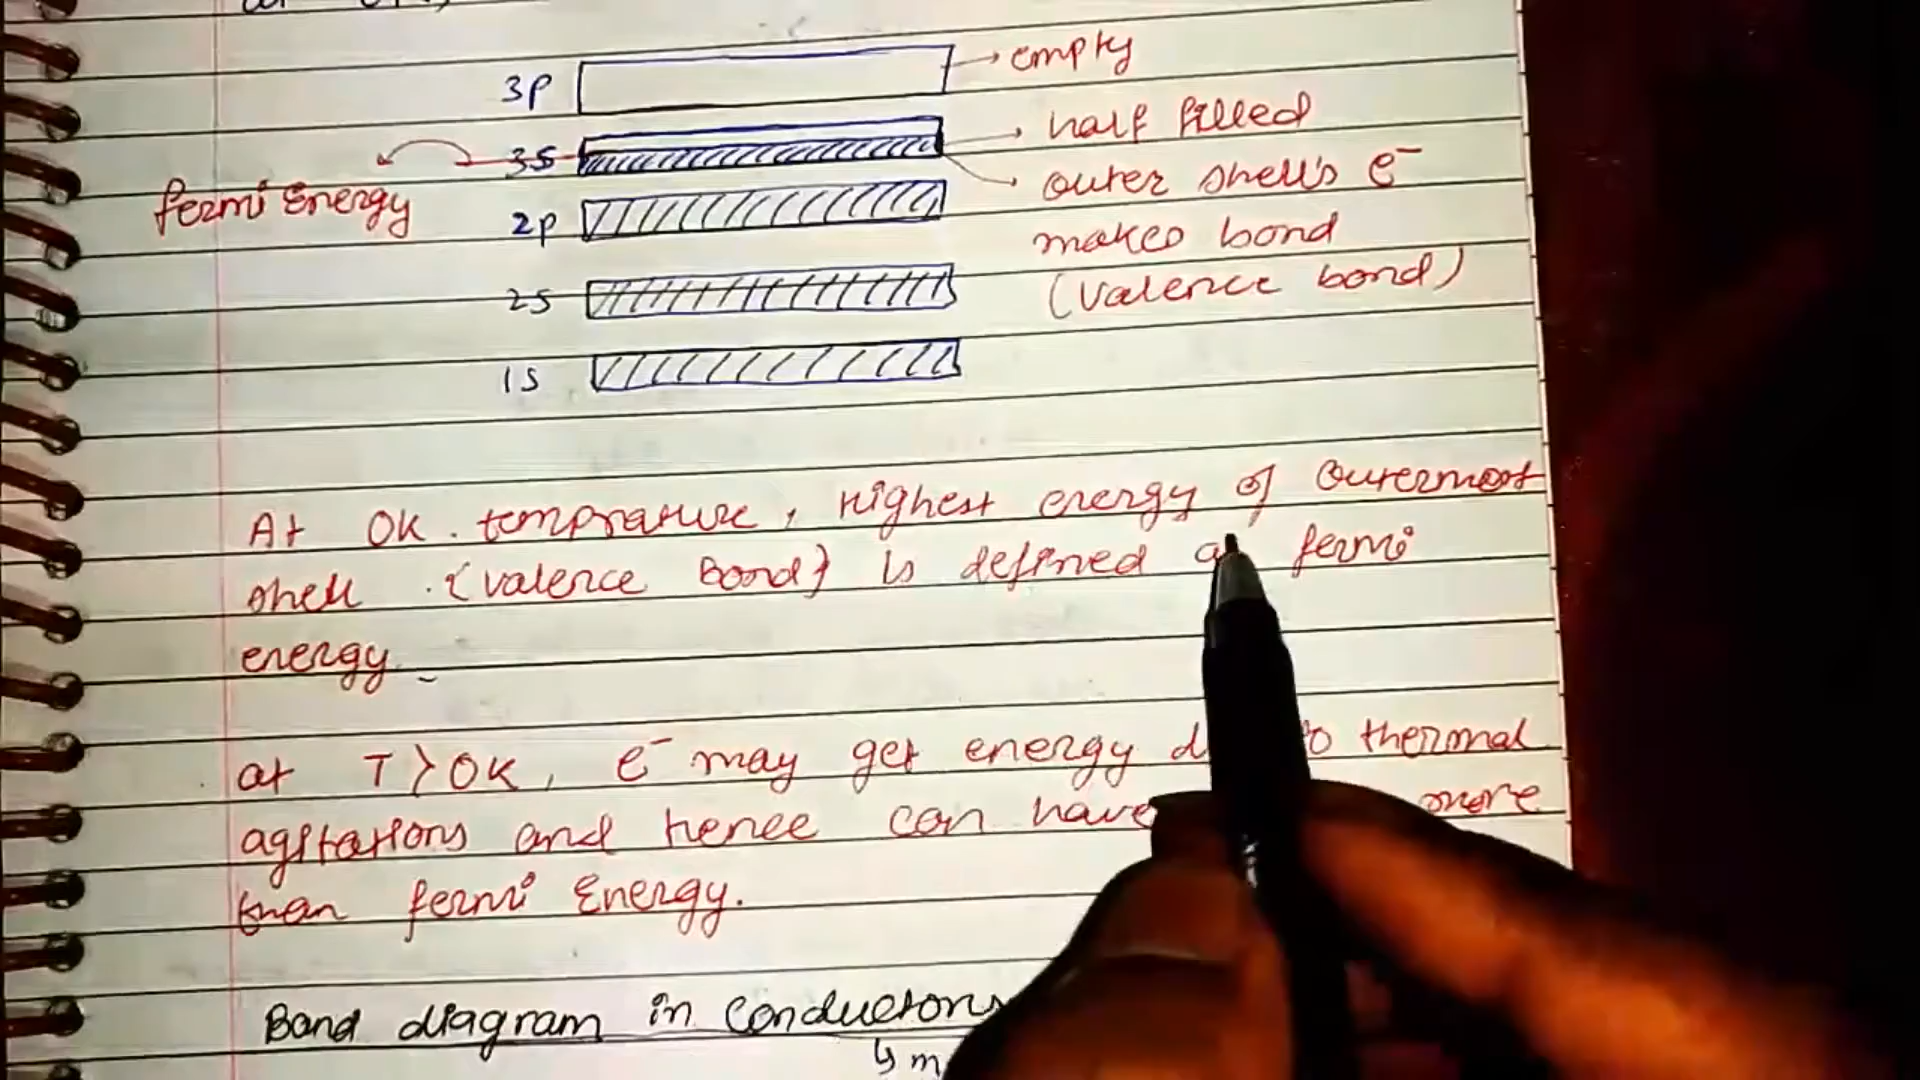 3p → empty
3s → half filled
fermi Energy
outer shell's e⁻
2p
makes bond
2s
(valence bond)
1s
At 0K. temprature, Highest energy of Outermost
shell {valence Bond} is defined as fermi
energy.
at T>0K, e⁻ may get energy thermal
agitations and hence can have more
than fermi Energy.
Band diagram in Conductors